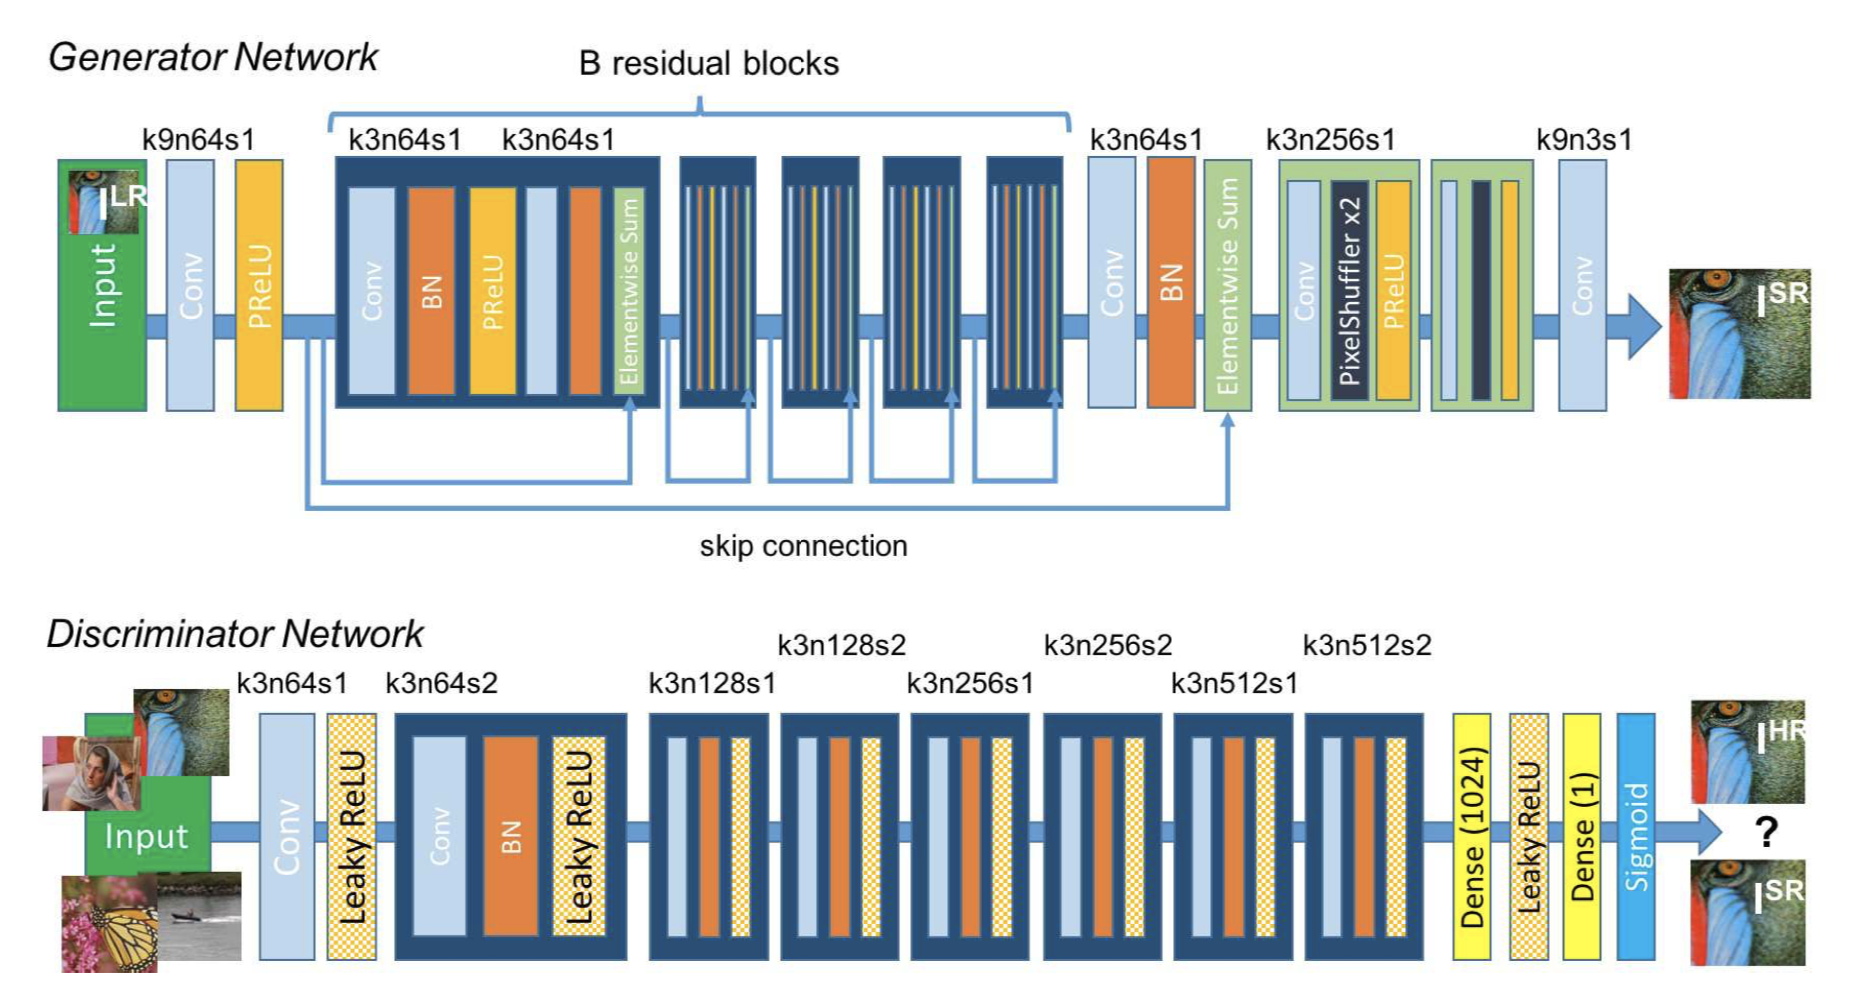 Generator Network
B residual blocks
k9n64s1
k3n64s1
k3n64s1
k3n64s1
k3n256s1
k9n3s1
I^LR
Input
Conv
PReLU
Conv
BN
PReLU
Elementwise Sum
Conv
BN
Elementwise Sum
Conv
PixelShuffler x2
PReLU
Conv
I^SR
skip connection
Discriminator Network
k3n128s2
k3n256s2
k3n512s2
k3n64s1
k3n64s2
k3n128s1
k3n256s1
k3n512s1
Input
Conv
Leaky ReLU
Conv
BN
Leaky ReLU
Dense (1024)
Leaky ReLU
Dense (1)
Sigmoid
I^HR
?
I^SR